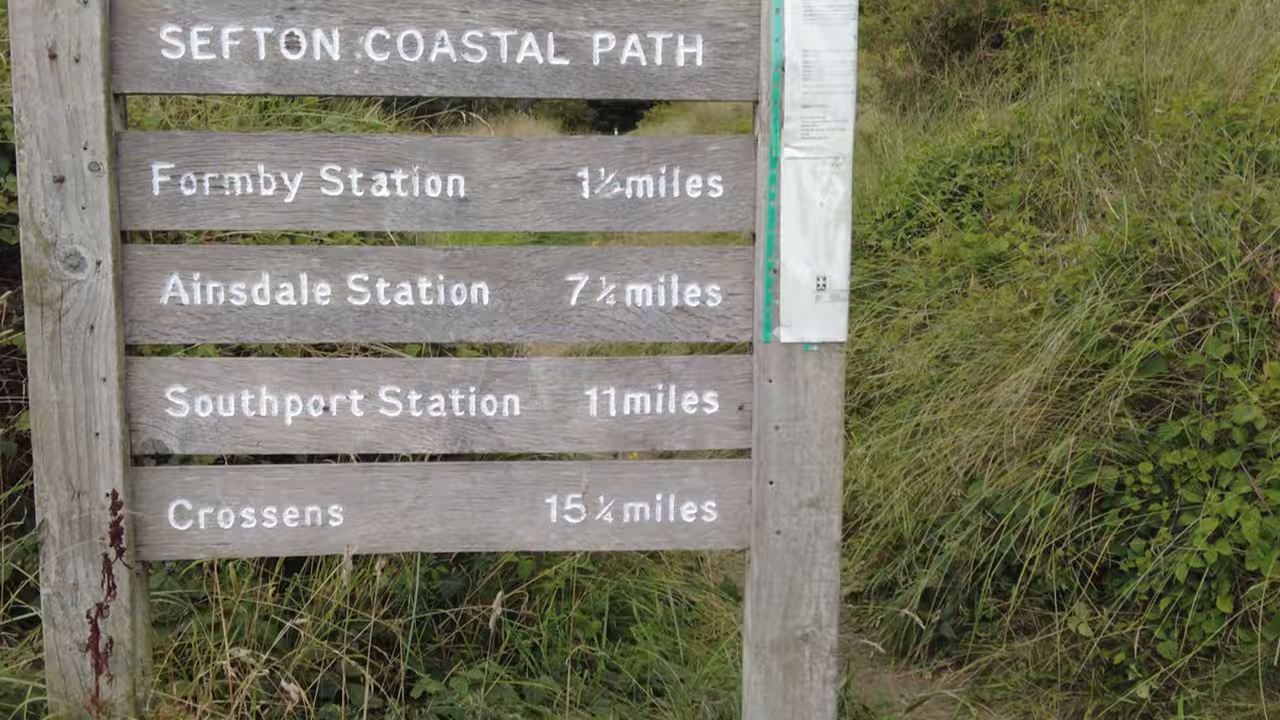 SEFTON COASTAL PATH
Formby Station 1½ miles
Ainsdale Station 7¼ miles
Southport Station 11 miles
Crossens 15¼ miles